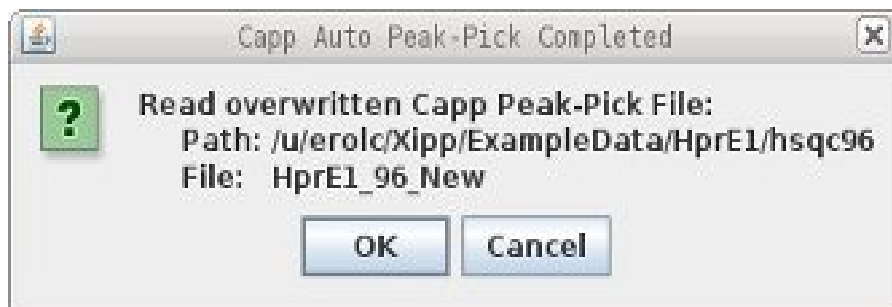 Capp Auto Peak-Pick Completed
?
Read overwritten Capp Peak-Pick File:
Path: /u/erolc/Xipp/ExampleData/HprE1/hsqc96
File: HprE1_96_New
OK Cancel